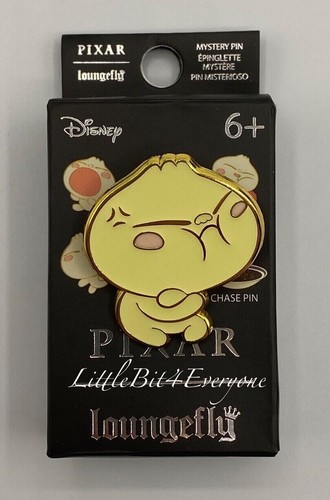 PIXAR
loungefly
MYSTERY PIN
ÉPINGLETTE
MYSTÈRE
PIN MISTERIOSO
Disney
6+
CHASE PIN
PIXAR
LittleBit4Everyone
loungefly